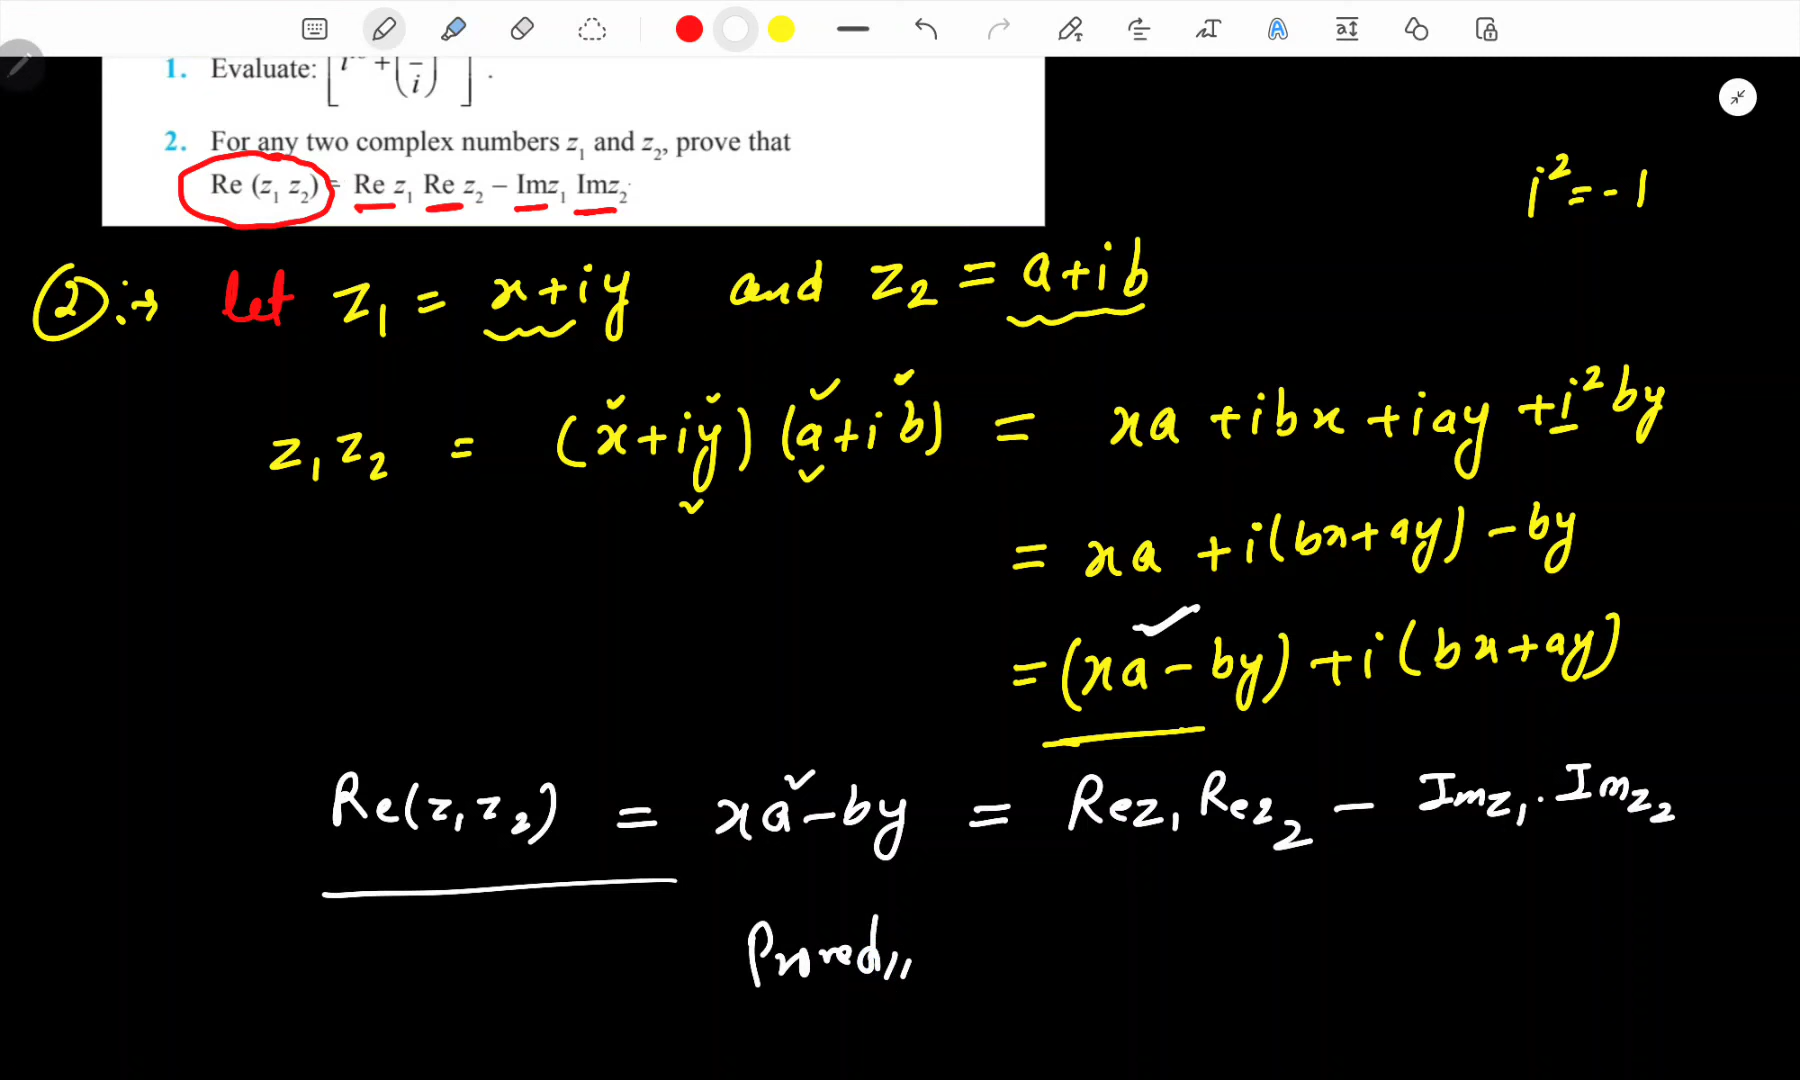 1. Evaluate:
2. For any two complex numbers z₁ and z₂, prove that
Re (z₁ z₂) = Re z₁ Re z₂ – Imz₁ Imz₂.
i² = -1
② :→ let z₁ = x+iy and z₂ = a+ib
z₁z₂ = (x+iy) (a+ib) = xa +ibx +iay +i²by
= xa +i(bx+ay) -by
= (xa-by) +i(bx+ay)
Re(z₁z₂) = xa-by = Rez₁ Rez₂ - Imz₁ . Imz₂
Proved//